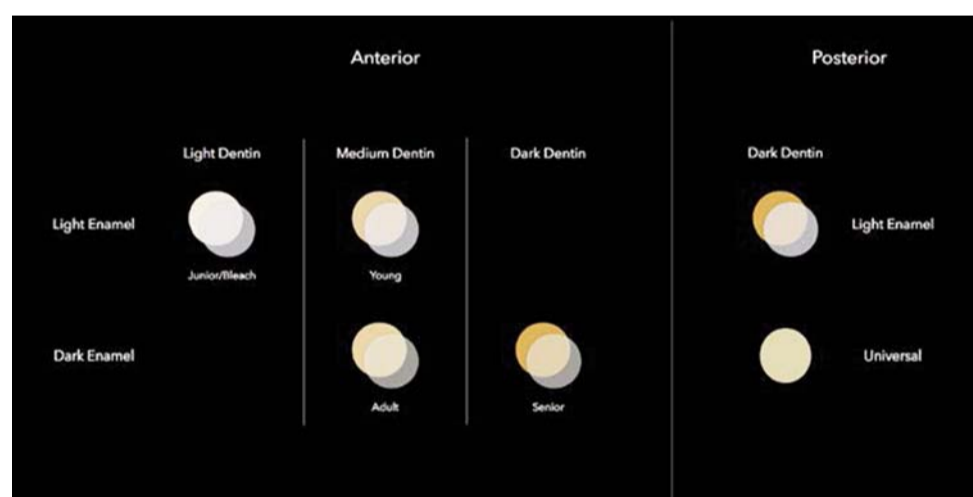 Anterior
Posterior
Light Dentin
Medium Dentin
Dark Dentin
Dark Dentin
Light Enamel
Light Enamel
Junior/Bleach
Young
Dark Enamel
Universal
Adult
Senior